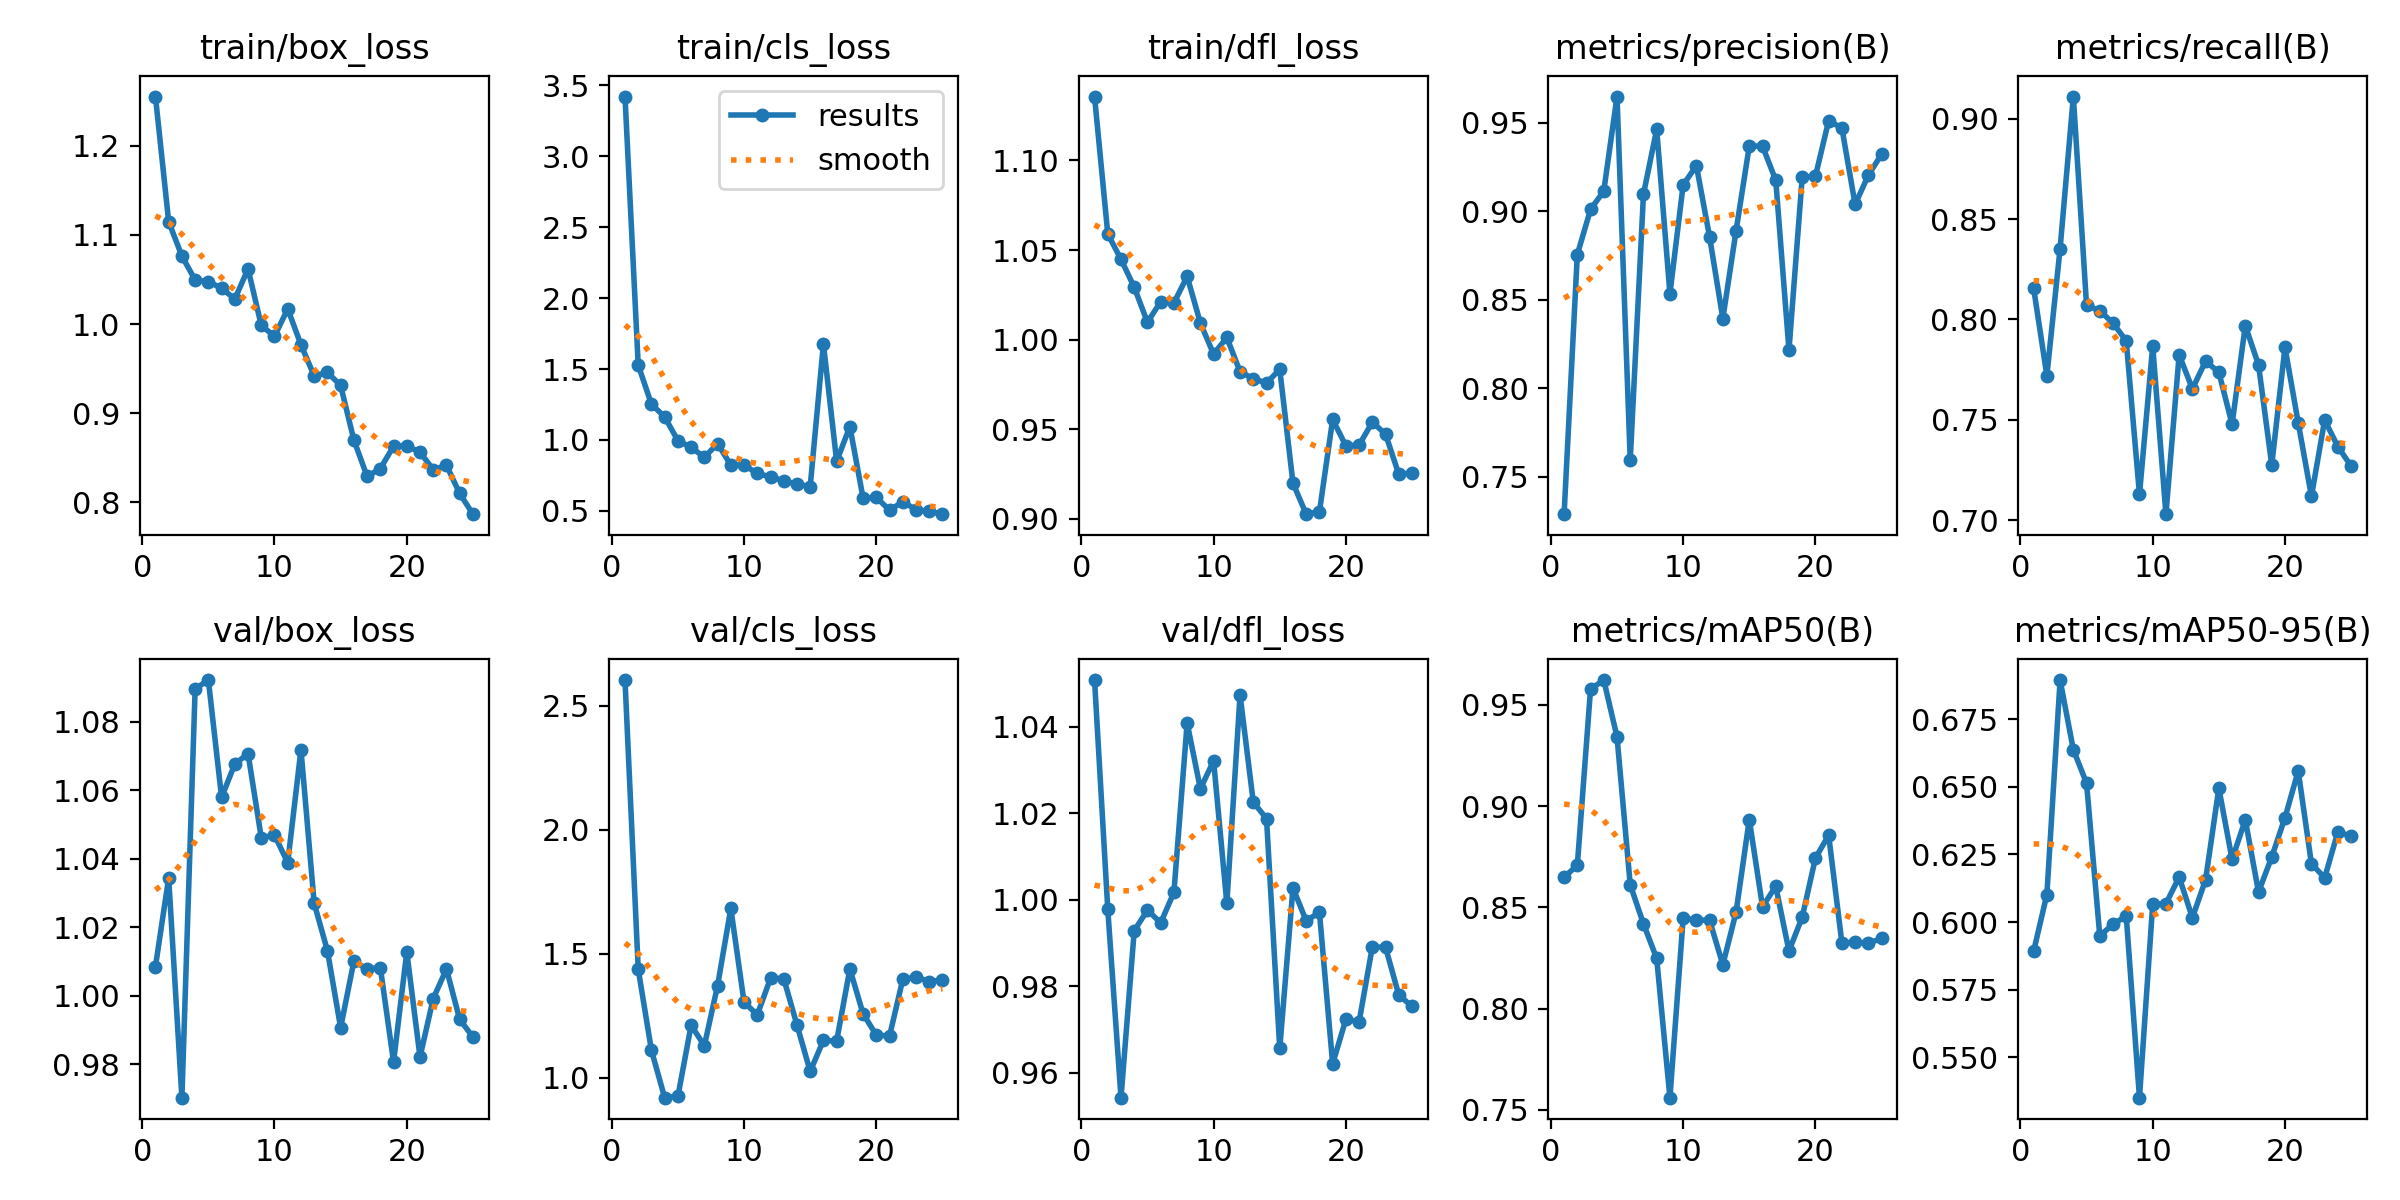 train/box_loss
1.2
1.1
1.0
0.9
0.8
0 10 20
train/cls_loss
results
smooth
3.5
3.0
2.5
2.0
1.5
1.0
0.5
0 10 20
train/dfl_loss
1.10
1.05
1.00
0.95
0.90
0 10 20
metrics/precision(B)
0.95
0.90
0.85
0.80
0.75
0 10 20
metrics/recall(B)
0.90
0.85
0.80
0.75
0.70
0 10 20
val/box_loss
1.08
1.06
1.04
1.02
1.00
0.98
0 10 20
val/cls_loss
2.5
2.0
1.5
1.0
0 10 20
val/dfl_loss
1.04
1.02
1.00
0.98
0.96
0 10 20
metrics/mAP50(B)
0.95
0.90
0.85
0.80
0.75
0 10 20
metrics/mAP50-95(B)
0.675
0.650
0.625
0.600
0.575
0.550
0 10 20